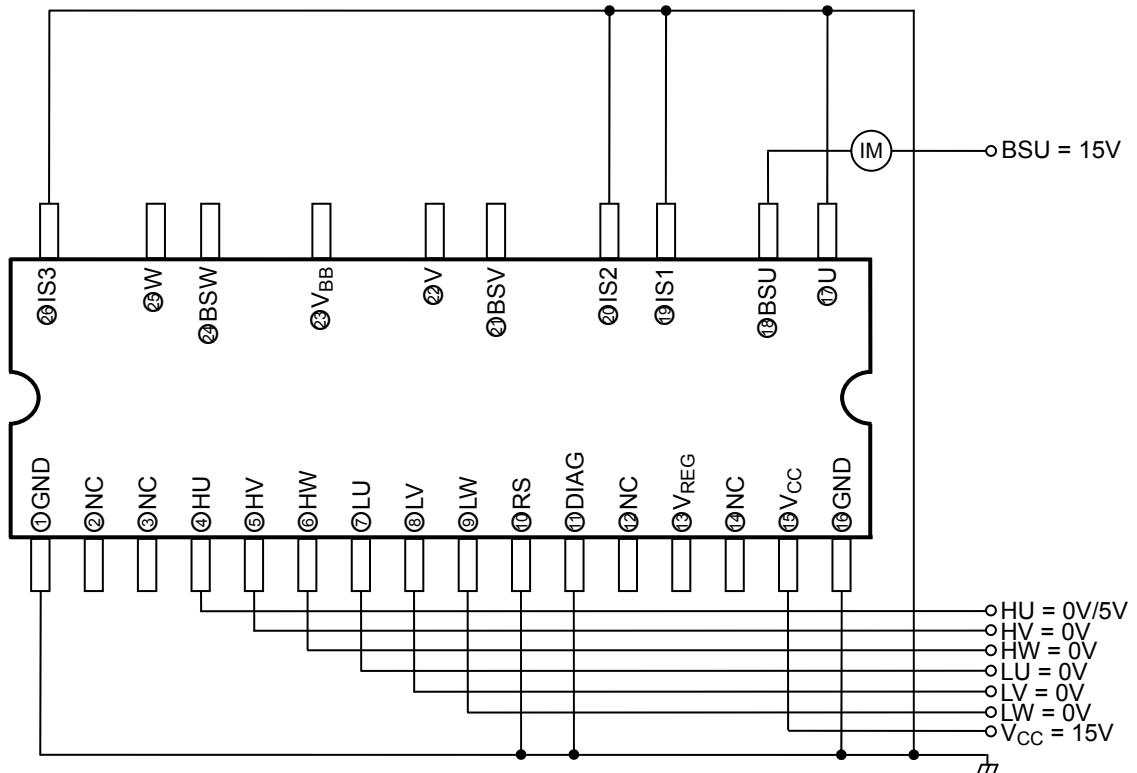 IM
BSU = 15V
㉖IS3
㉕W
㉔BSW
㉓VBB
㉒V
㉑BSV
⑳IS2
⑲IS1
⑱BSU
⑰U
①GND
②NC
③NC
④HU
⑤HV
⑥HW
⑦LU
⑧LV
⑨LW
⑩RS
⑪DIAG
⑫NC
⑬VREG
⑭NC
⑮VCC
⑯GND
HU = 0V/5V
HV = 0V
HW = 0V
LU = 0V
LV = 0V
LW = 0V
VCC = 15V